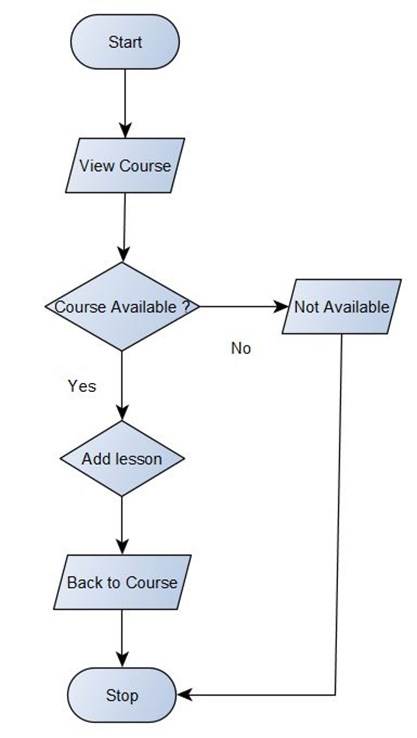 Start
View Course
Course Available ?
Not Available
No
Yes
Add lesson
Back to Course
Stop